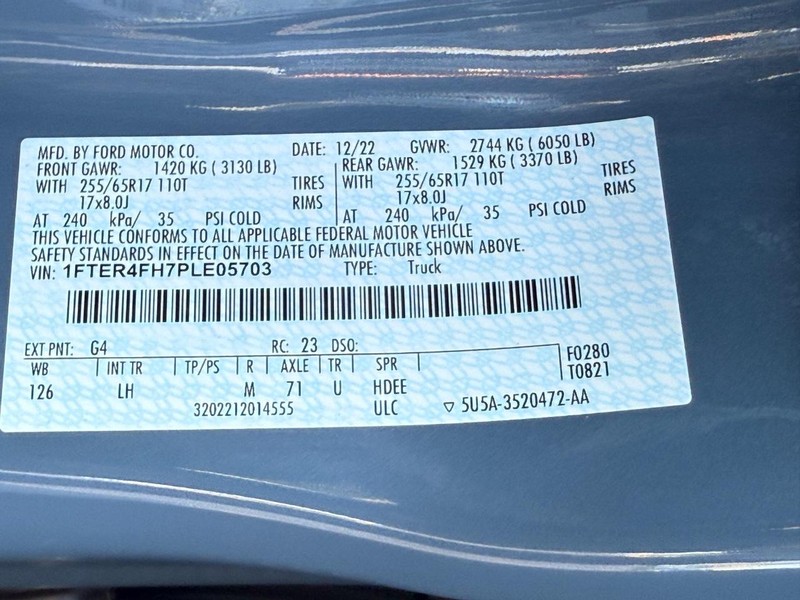 MFD. BY FORD MOTOR CO. DATE: 12/22 GVWR: 2744 KG ( 6050 LB)
FRONT GAWR: 1420 KG ( 3130 LB) REAR GAWR: 1529 KG ( 3370 LB)
WITH 255/65R17 110T TIRES WITH 255/65R17 110T TIRES
17x8.0J RIMS 17x8.0J RIMS
AT 240 kPa/ 35 PSI COLD AT 240 kPa/ 35 PSI COLD
THIS VEHICLE CONFORMS TO ALL APPLICABLE FEDERAL MOTOR VEHICLE
SAFETY STANDARDS IN EFFECT ON THE DATE OF MANUFACTURE SHOWN ABOVE.
VIN: 1FTER4FH7PLE05703 TYPE: Truck
EXT PNT: G4 RC: 23 DSO: F0280
WB INT TR TP/PS R AXLE TR SPR T0821
126 LH M 71 U HDEE
3202212014555 ULC ▽ 5U5A-3520472-AA